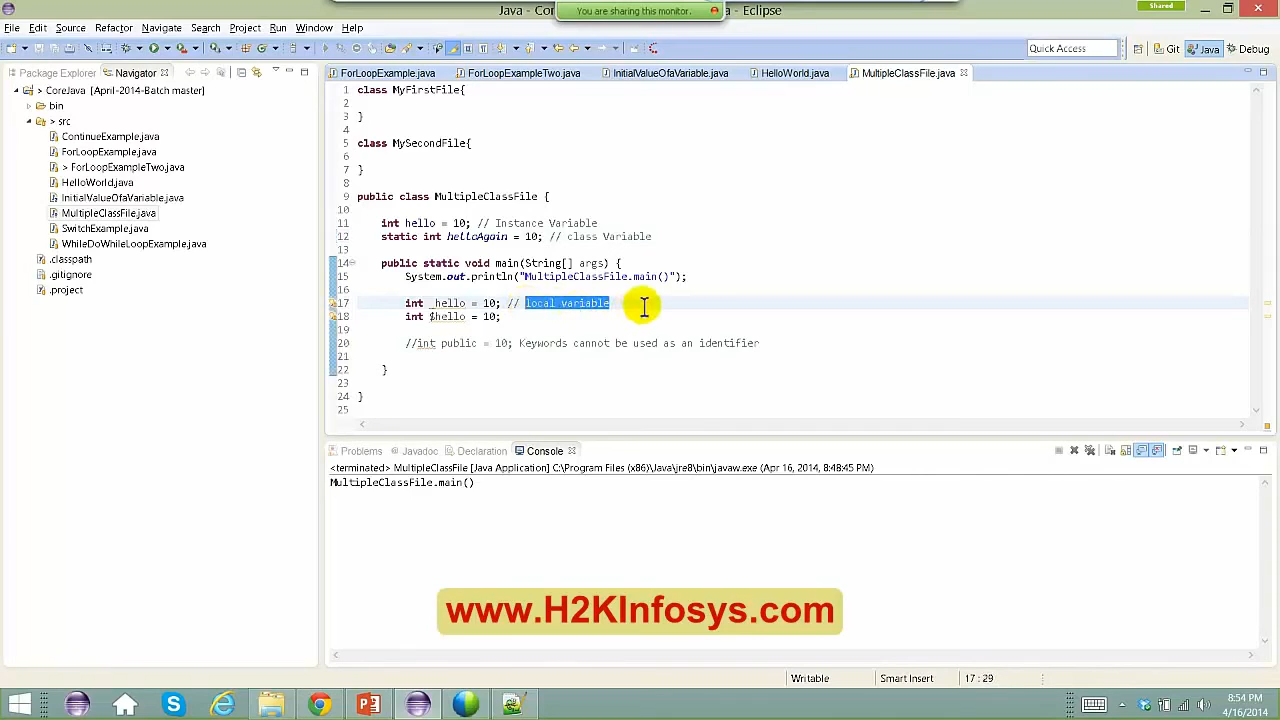 Java - Cor
You are sharing this monitor.
a - Eclipse
Shared
File Edit Source Refactor Navigate Search Project Run Window Help
Quick Access
Git
Java
Debug
Package Explorer
Navigator
ForLoopExample.java
ForLoopExampleTwo.java
InitialValueOfaVariable.java
HelloWorld.java
MultipleClassFile.java
> CoreJava [April-2014-Batch master]
bin
> src
ContinueExample.java
ForLoopExample.java
> ForLoopExampleTwo.java
HelloWorld.java
InitialValueOfaVariable.java
MultipleClassFile.java
SwitchExample.java
WhileDoWhileLoopExample.java
.classpath
.gitignore
.project
1 class MyFirstFile{
2
3 }
4
5 class MySecondFile{
6
7 }
8
9 public class MultipleClassFile {
10
11 int hello = 10; // Instance Variable
12 static int helloAgain = 10; // class Variable
13
14 public static void main(String[] args) {
15 System.out.println("MultipleClassFile.main()");
16
17 int _hello = 10; // local variable
18 int $hello = 10;
19
20 //int public = 10; Keywords cannot be used as an identifier
21
22 }
23
24 }
25
Problems
Javadoc
Declaration
Console
<terminated> MultipleClassFile [Java Application] C:\Program Files (x86)\Java\jre8\bin\javaw.exe (Apr 16, 2014, 8:48:45 PM)
MultipleClassFile.main()
www.H2KInfosys.com
Writable
Smart Insert
17 : 29
8:54 PM
4/16/2014